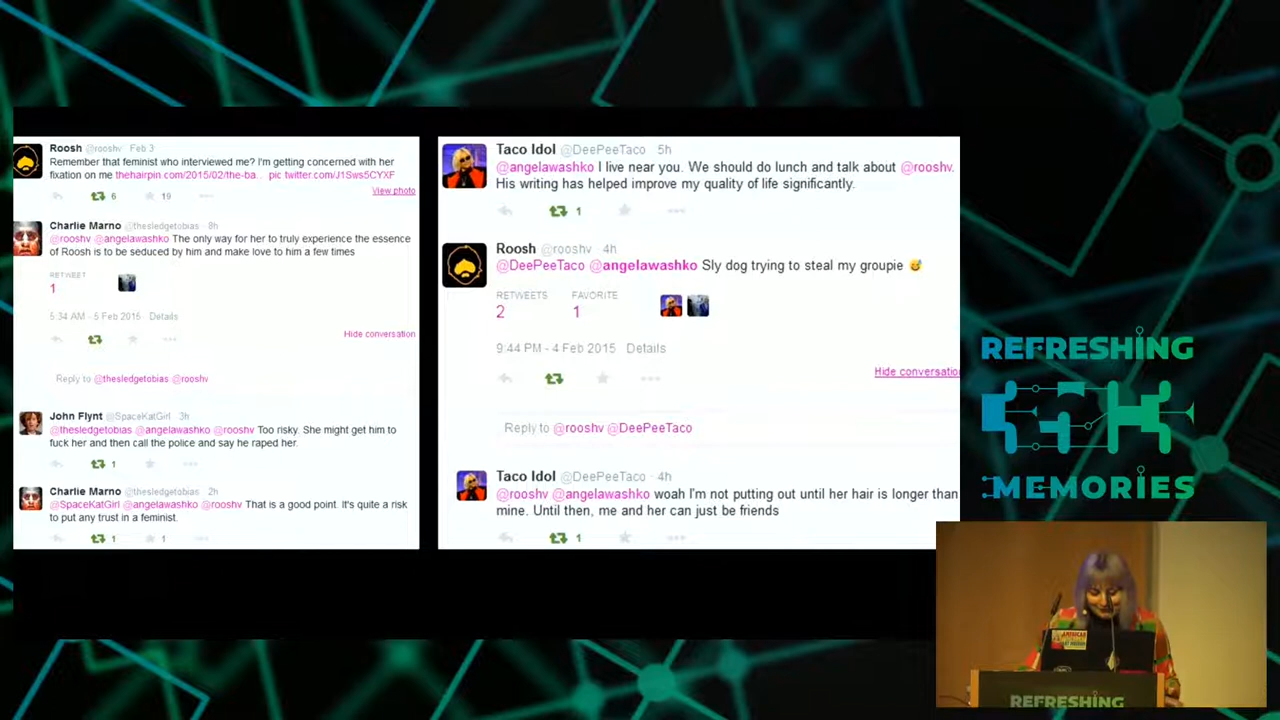 Roosh @rooshv · Feb 3
Remember that feminist who interviewed me? I'm getting concerned with her
fixation on me thehairpin.com/2015/02/the-ba... pic.twitter.com/J1Sws5CYXF
6 19
View photo
Charlie Marno @thesledgetobias · 8h
@rooshv @angelawashko The only way for her to truly experience the essence
of Roosh is to be seduced by him and make love to him a few times
RETWEET
1
5:34 AM - 5 Feb 2015 · Details
Hide conversation
Reply to @thesledgetobias @rooshv
John Flynt @SpaceKatGirl · 3h
@thesledgetobias @angelawashko @rooshv Too risky. She might get him to
fuck her and then call the police and say he raped her.
1
Charlie Marno @thesledgetobias · 2h
@SpaceKatGirl @angelawashko @rooshv That is a good point. It's quite a risk
to put any trust in a feminist.
1 1
Taco Idol @DeePeeTaco · 5h
@angelawashko I live near you. We should do lunch and talk about @rooshv.
His writing has helped improve my quality of life significantly.
1
Roosh @rooshv · 4h
@DeePeeTaco @angelawashko Sly dog trying to steal my groupie 😅
RETWEETS FAVORITE
2 1
9:44 PM - 4 Feb 2015 · Details
Hide conversatio
Reply to @rooshv @DeePeeTaco
Taco Idol @DeePeeTaco · 4h
@rooshv @angelawashko woah I'm not putting out until her hair is longer than
mine. Until then, me and her can just be friends
1
REFRESHING
MEMORIES
AMERICAN
REFRESHING